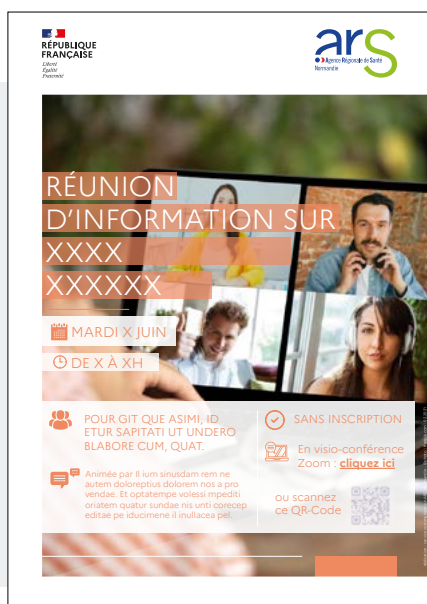 RÉPUBLIQUE
FRANÇAISE
Liberté
Égalité
Fraternité
ars
Agence Régionale de Santé
Normandie
RÉUNION
D'INFORMATION SUR
XXXX
XXXXXX
MARDI X JUIN
DE X À XH
POUR GIT QUE ASIMI, ID
ETUR SAPITATI UT UNDERO
BLABORE CUM, QUAT.
Animée par Il ium sinusdam rem ne
autem doloreptius dolorem nos a pro
vendae. Et optatempe volessi mpediti
oriatem quatur sundae nis unti corecep
editae pe iducimene il inullacea pel.
SANS INSCRIPTION
En visio-conférence
Zoom : cliquez ici
ou scannez
ce QR-Code